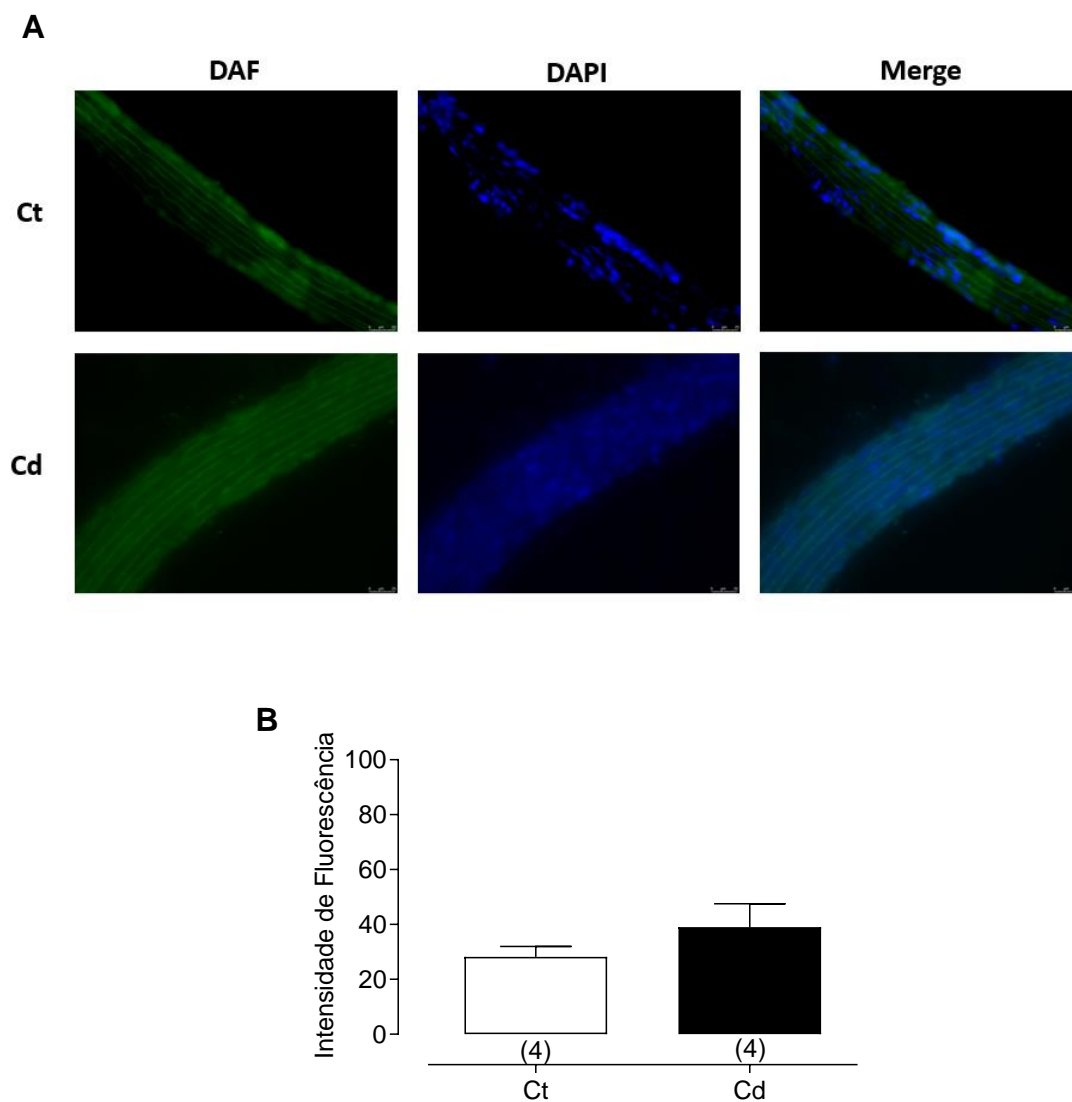 A
DAF DAPI Merge
Ct
Cd
B
Intensidade de Fluorescência
100
80
60
40
20
0
(4) (4)
Ct Cd